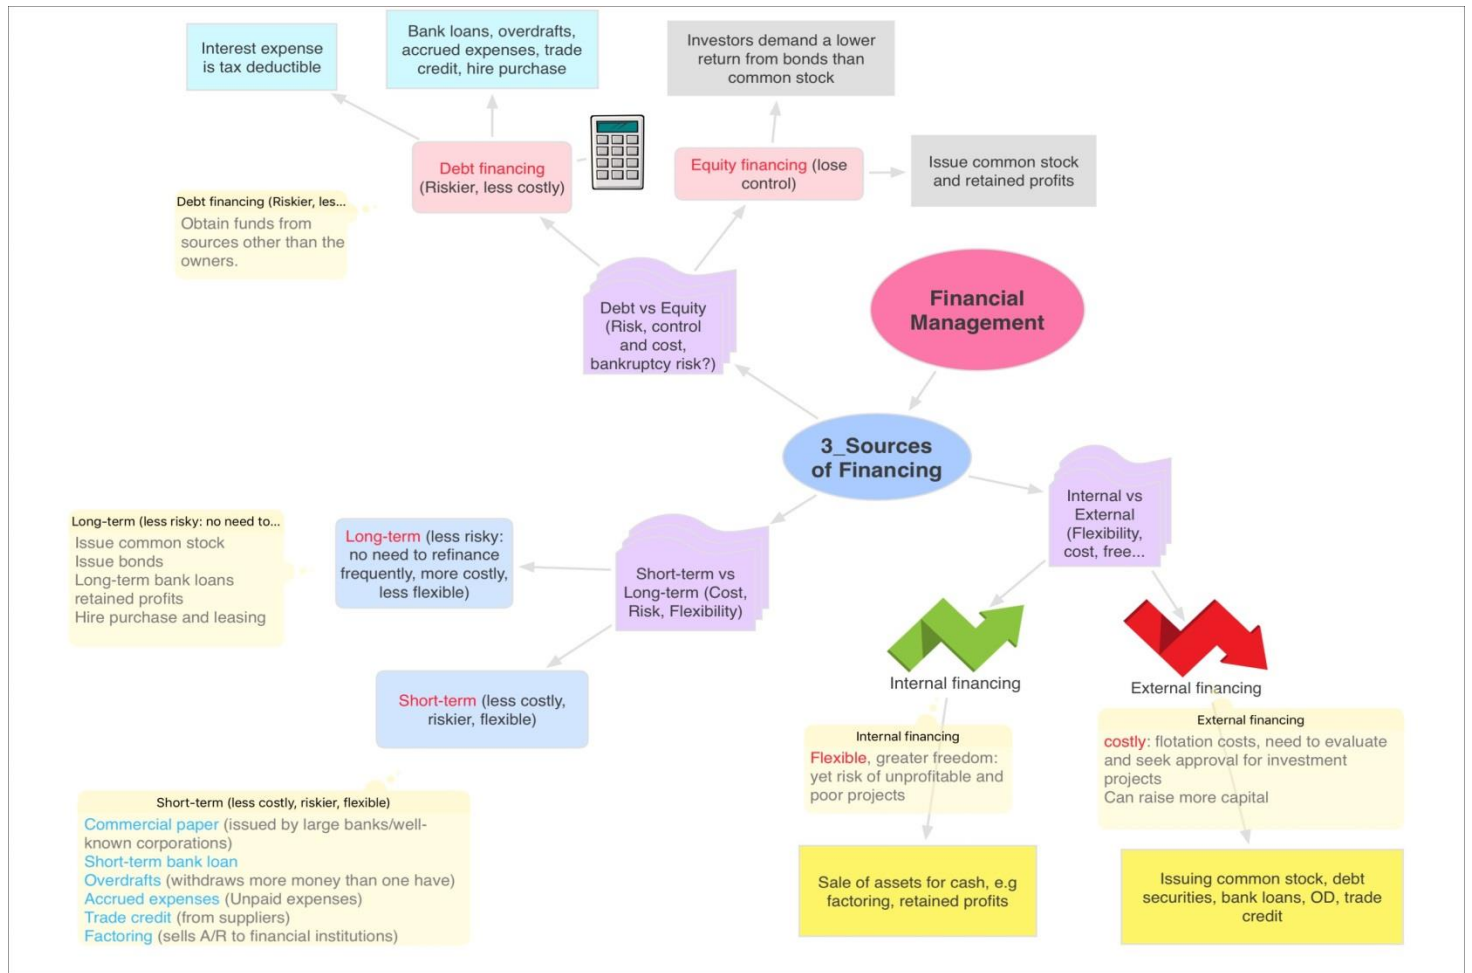 Interest expense
is tax deductible
Bank loans, overdrafts,
accrued expenses, trade
credit, hire purchase
Investors demand a lower
return from bonds than
common stock
Debt financing
(Riskier, less costly)
Equity financing (lose
control)
Issue common stock
and retained profits
Debt financing (Riskier, les...
Obtain funds from
sources other than the
owners.
Debt vs Equity
(Risk, control
and cost,
bankruptcy risk?)
Financial
Management
3_Sources
of Financing
Internal vs
External
(Flexibility,
cost, free...
Long-term (less risky: no need to...
Issue common stock
Issue bonds
Long-term bank loans
retained profits
Hire purchase and leasing
Long-term (less risky:
no need to refinance
frequently, more costly,
less flexible)
Short-term vs
Long-term (Cost,
Risk, Flexibility)
Short-term (less costly,
riskier, flexible)
Internal financing
External financing
Internal financing
Flexible, greater freedom:
yet risk of unprofitable and
poor projects
External financing
costly: flotation costs, need to evaluate
and seek approval for investment
projects
Can raise more capital
Short-term (less costly, riskier, flexible)
Commercial paper (issued by large banks/well-
known corporations)
Short-term bank loan
Overdrafts (withdraws more money than one have)
Accrued expenses (Unpaid expenses)
Trade credit (from suppliers)
Factoring (sells A/R to financial institutions)
Sale of assets for cash, e.g
factoring, retained profits
Issuing common stock, debt
securities, bank loans, OD, trade
credit